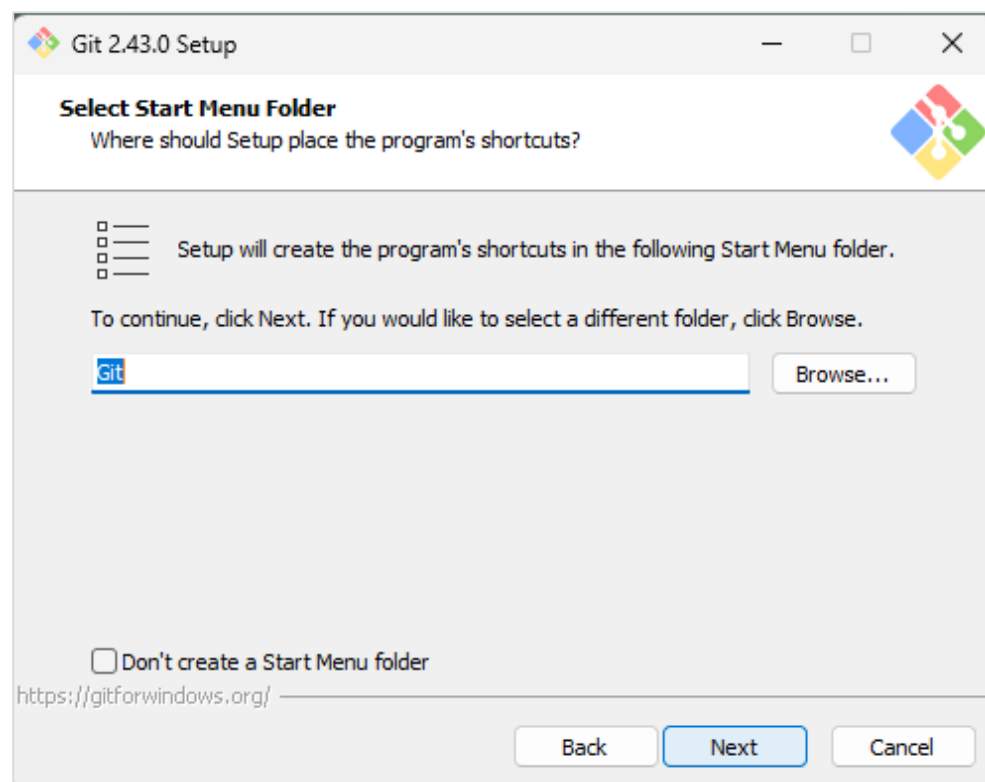 Git 2.43.0 Setup
Select Start Menu Folder
Where should Setup place the program's shortcuts?
Setup will create the program's shortcuts in the following Start Menu folder.
To continue, click Next. If you would like to select a different folder, click Browse.
Git
Browse...
Don't create a Start Menu folder
https://gitforwindows.org/
Back
Next
Cancel